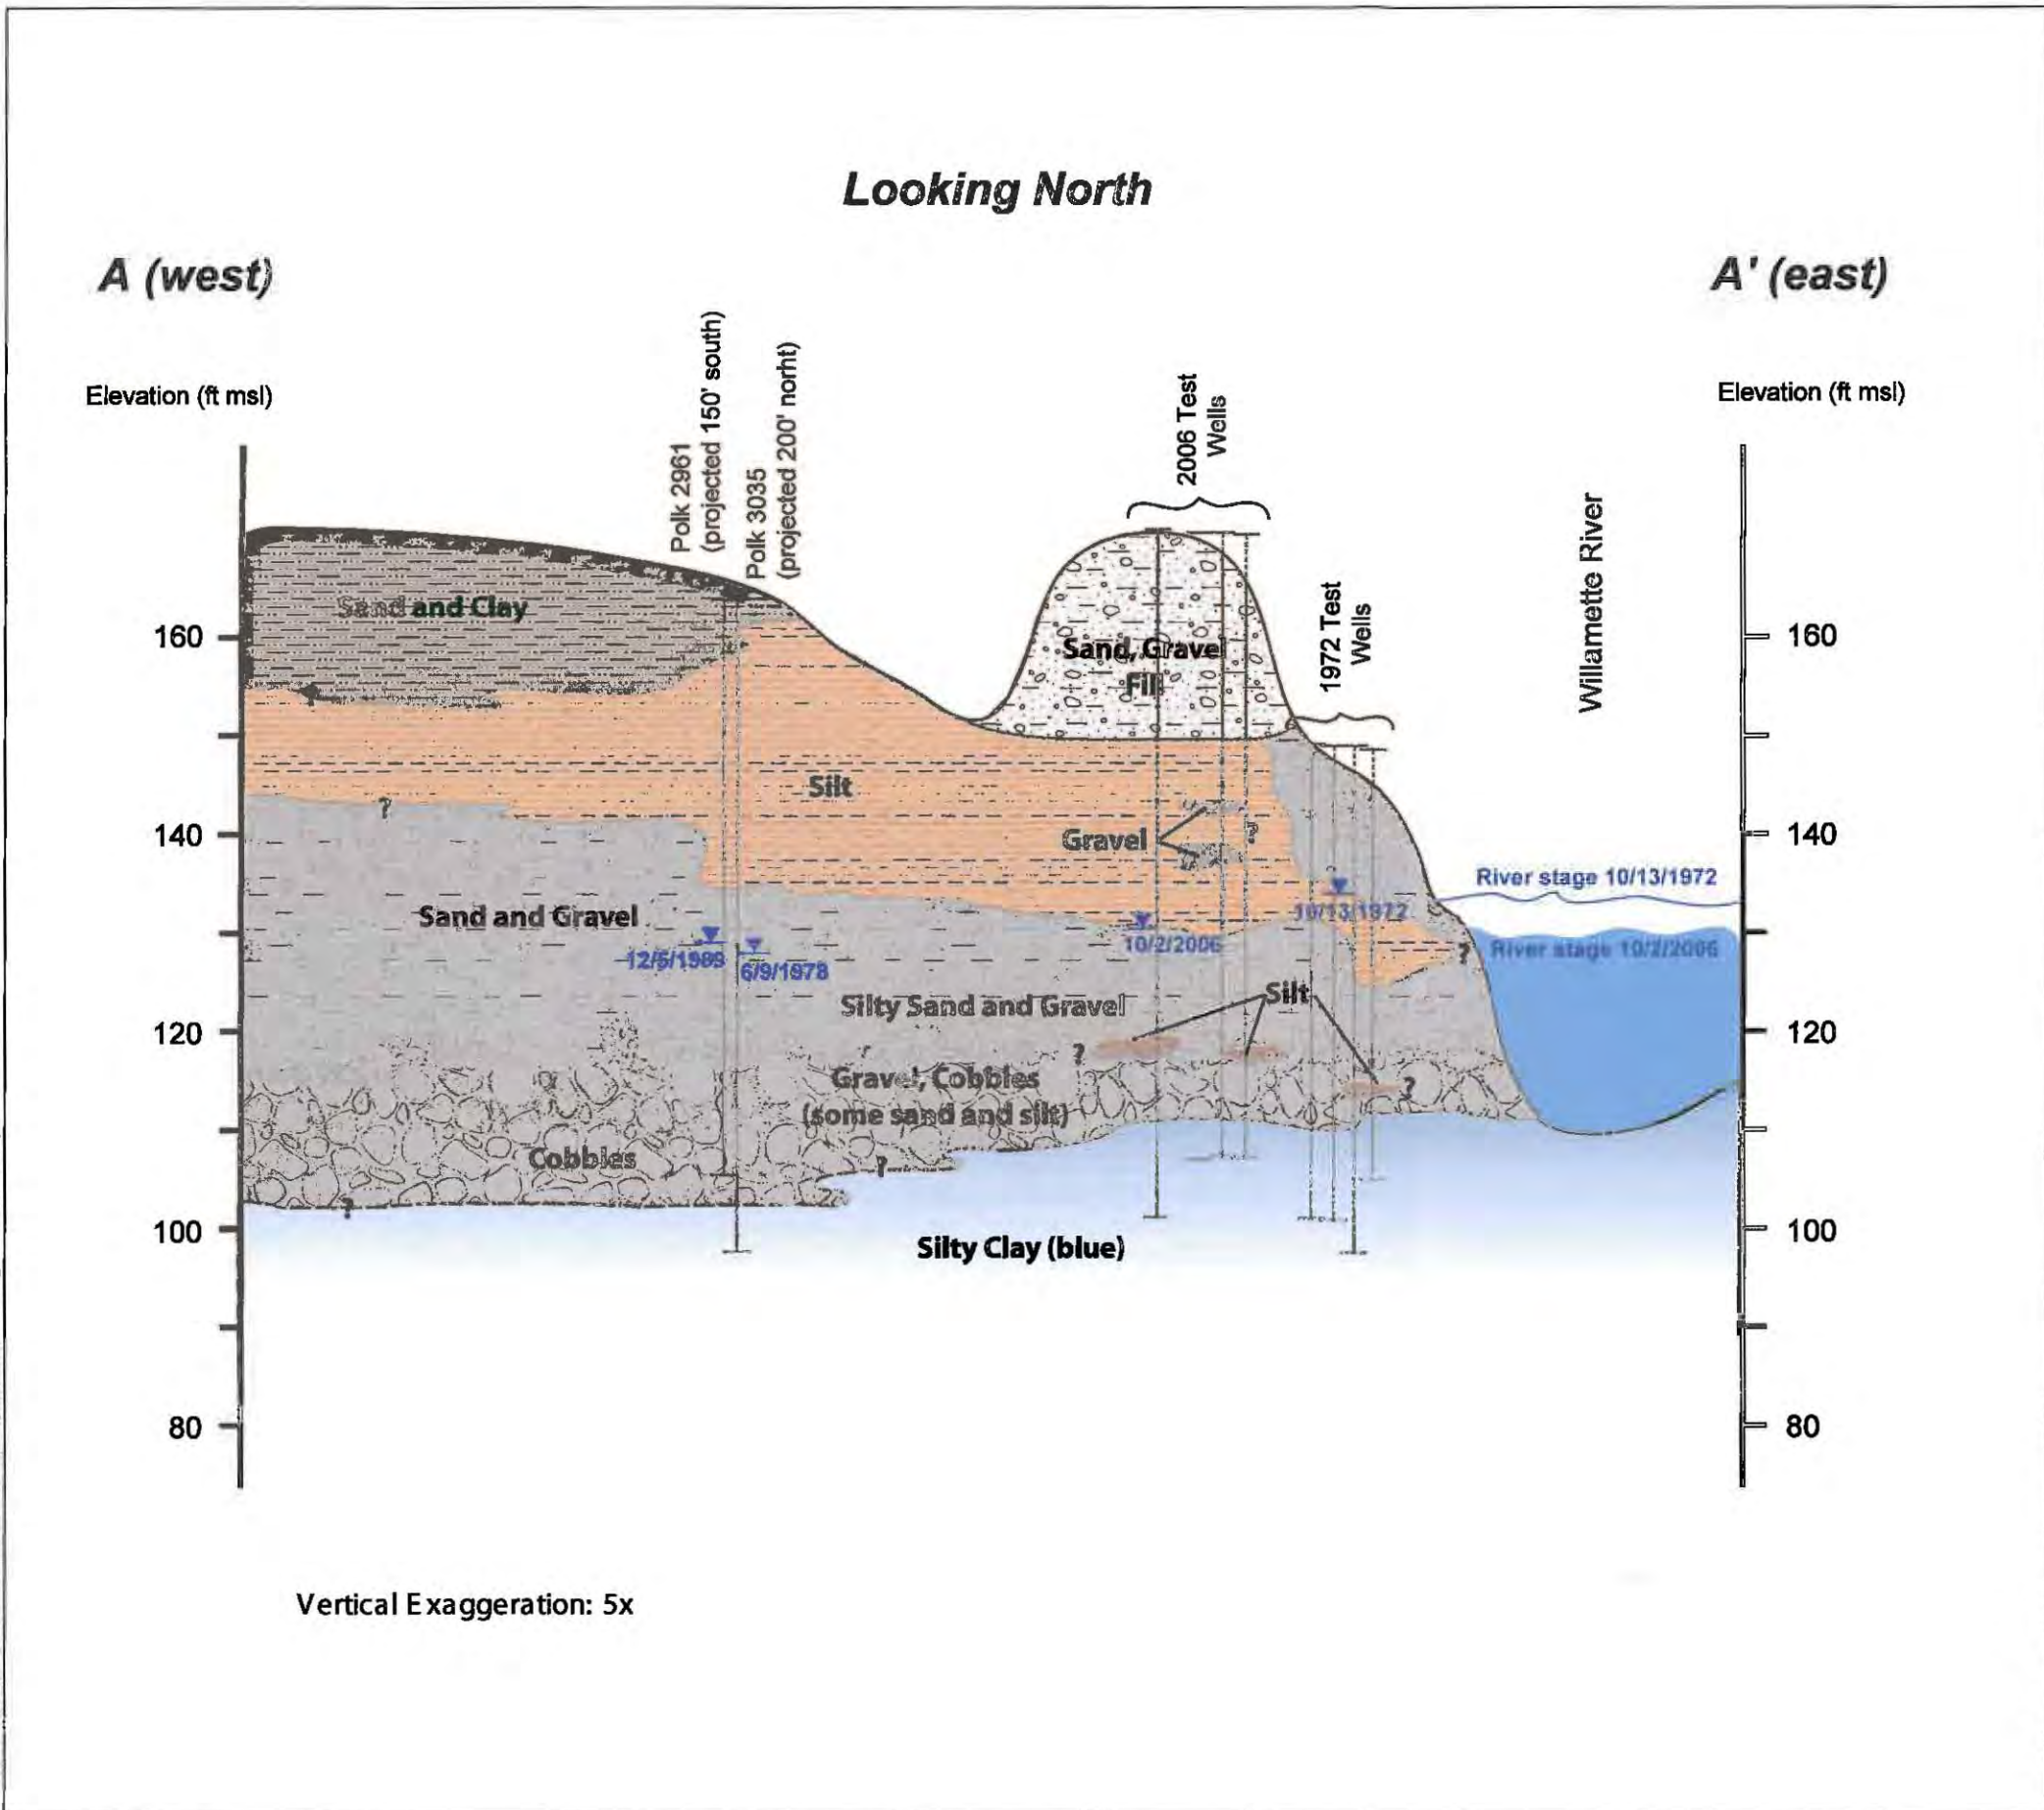 Looking North
A (west)
A' (east)
Elevation (ft msl)
Elevation (ft msl)
Polk 2961
(projected 150' south)
Polk 3035
(projected 200' norht)
2006 Test
Wells
1972 Test
Wells
Willamette River
160
140
120
100
80
160
140
120
100
80
Sand and Clay
Sand, Gravel
Fill
Silt
Gravel
?
?
River stage 10/13/1972
Sand and Gravel
10/13/1972
12/5/1989
6/9/1978
10/2/2006
?
River stage 10/2/2006
Silty Sand and Gravel
Silt
?
Gravel, Cobbles
(some sand and silt)
?
Cobbles
?
?
Silty Clay (blue)
Vertical Exaggeration: 5x